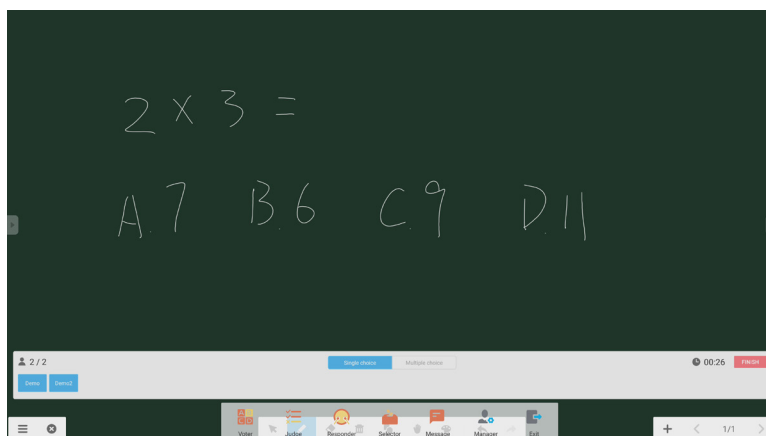 2 × 3 =
A.7 B.6 C.9 D.11
2 / 2
Single choice Multiple choice
00:26 FINISH
Demo Demo2
Voter Judge Responder Selector Message Manager Exit
1/1